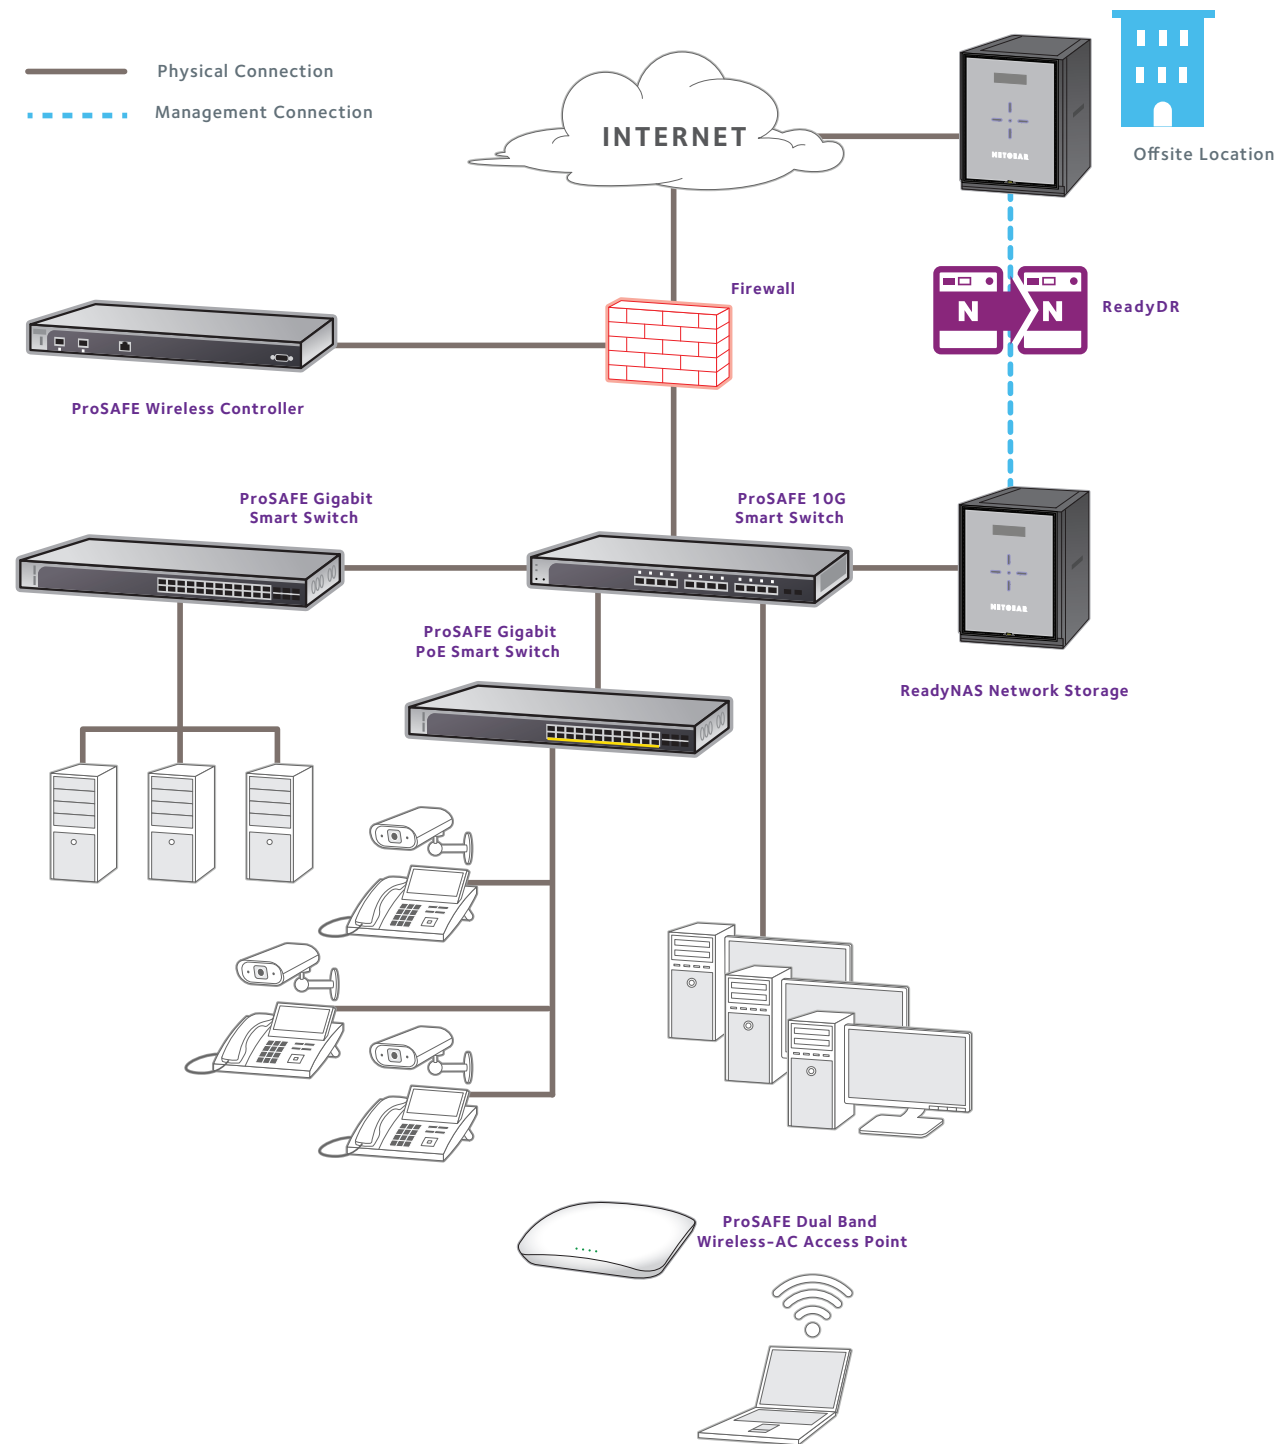 Physical Connection
Management Connection
INTERNET
NETGEAR
Offsite Location
Firewall
N
N
ReadyDR
ProSAFE Wireless Controller
ProSAFE Gigabit
Smart Switch
ProSAFE 10G
Smart Switch
NETGEAR
ProSAFE Gigabit
PoE Smart Switch
ReadyNAS Network Storage
ProSAFE Dual Band
Wireless-AC Access Point